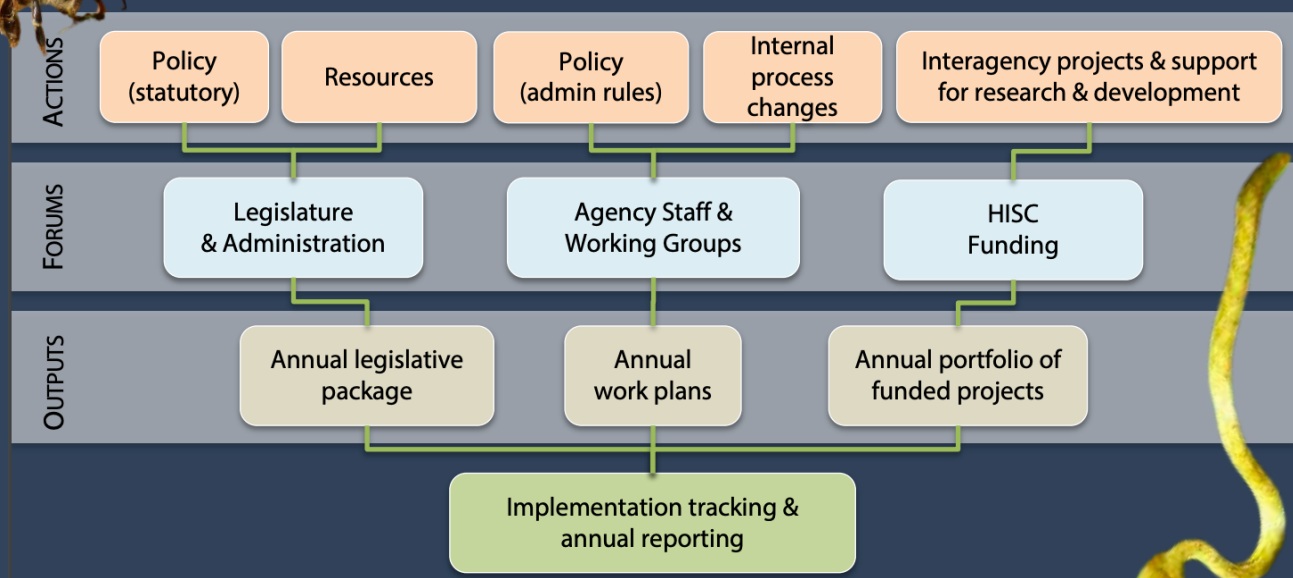 ACTIONS
Policy
(statutory)
Resources
Policy
(admin rules)
Internal
process
changes
Interagency projects & support
for research & development
FORUMS
Legislature
& Administration
Agency Staff &
Working Groups
HISC
Funding
OUTPUTS
Annual legislative
package
Annual
work plans
Annual portfolio of
funded projects
Implementation tracking &
annual reporting